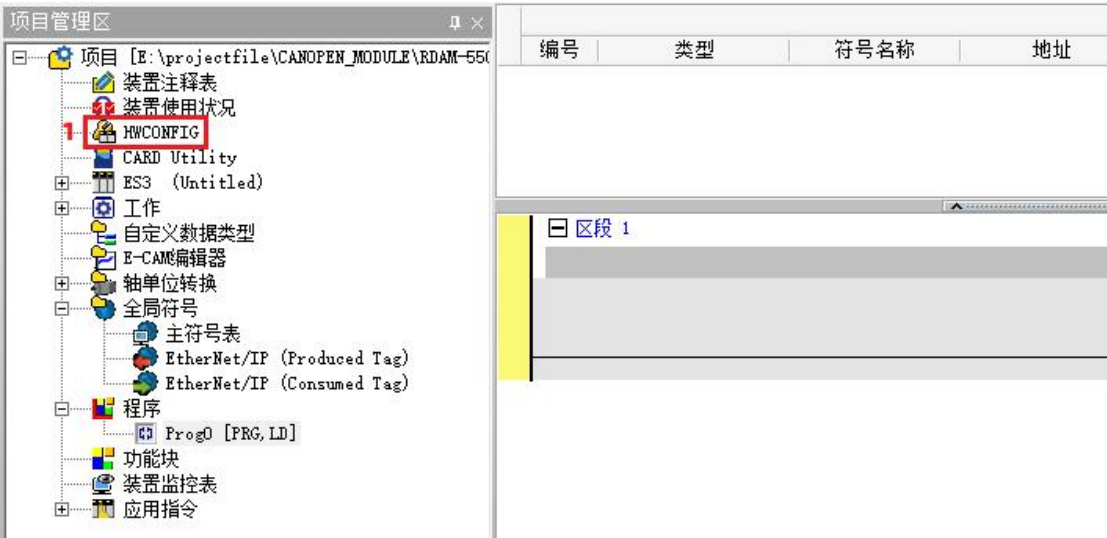 项目管理区
项目 [E:\projectfile\CANOPEN_MODULE\RDAM-550
装置注释表
装置使用状况
1 HWCONFIG
CARD Utility
ES3 (Untitled)
工作
自定义数据类型
E-CAM编辑器
轴单位转换
全局符号
主符号表
EtherNet/IP (Produced Tag)
EtherNet/IP (Consumed Tag)
程序
Prog0 [PRG,LD]
功能块
装置监控表
应用指令
编号 类型 符号名称 地址
区段 1